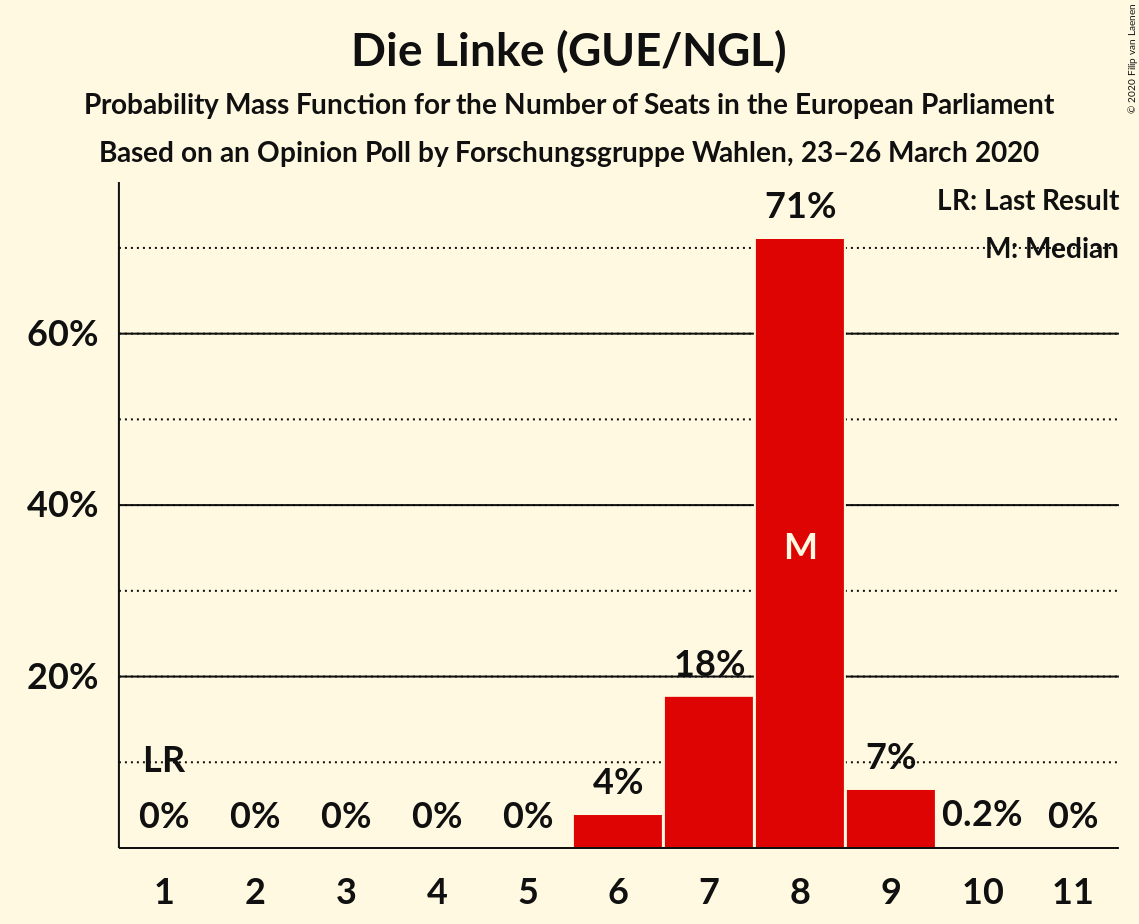 Die Linke (GUE/NGL)
Probability Mass Function for the Number of Seats in the European Parliament
Based on an Opinion Poll by Forschungsgruppe Wahlen, 23–26 March 2020
© 2020 Filip van Laenen
LR: Last Result
M: Median
71%
60%
40%
M
20%
18%
LR
7%
4%
0%
0%
0%
0%
0%
0.2%
0%
1 2 3 4 5 6 7 8 9 10 11